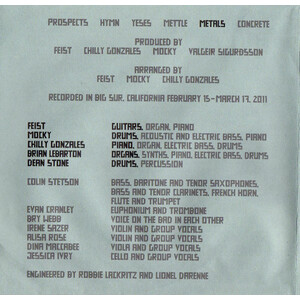 PROSPECTS HYMN YESES METTLE METALS CONCRETE
PRODUCED BY
FEIST CHILLY GONZALES MOCKY VALGEIR SIGURDSSON
ARRANGED BY
FEIST MOCKY CHILLY GONZALES
RECORDED IN BIG SUR, CALIFORNIA FEBRUARY 15-MARCH 17, 2011
FEIST GUITARS, ORGAN, PIANO
MOCKY DRUMS, ACOUSTIC AND ELECTRIC BASS, PIANO
CHILLY GONZALES PIANO, ORGAN, ELECTRIC BASS, DRUMS
BRIAN LEBARTON ORGANS, SYNTHS, PIANO, ELECTRIC BASS, DRUMS
DEAN STONE DRUMS, PERCUSSION
COLIN STETSON BASS, BARITONE AND TENOR SAXOPHONES,
BASS AND TENOR CLARINETS, FRENCH HORN,
FLUTE AND TRUMPET
EVAN CRANLEY EUPHONIUM AND TROMBONE
BRY WEBB VOICE ON THE BAD IN EACH OTHER
IRENE SAZER VIOLIN AND GROUP VOCALS
ALISA ROSE VIOLIN AND GROUP VOCALS
DINA MACCABEE VIOLA AND GROUP VOCALS
JESSICA IVRY CELLO AND GROUP VOCALS
ENGINEERED BY ROBBIE LACKRITZ AND LIONEL DARENNE